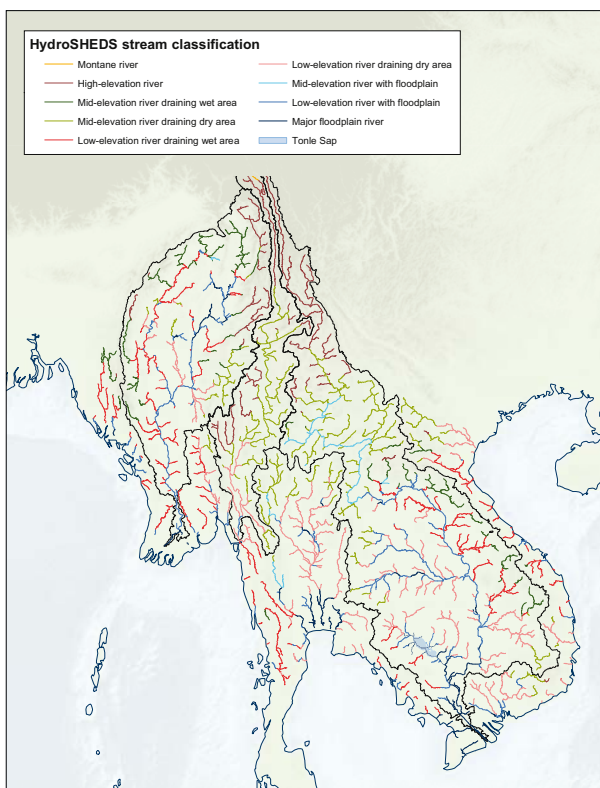 HydroSHEDS stream classification
Montane river
High-elevation river
Mid-elevation river draining wet area
Mid-elevation river draining dry area
Low-elevation river draining wet area
Low-elevation river draining dry area
Mid-elevation river with floodplain
Low-elevation river with floodplain
Major floodplain river
Tonle Sap